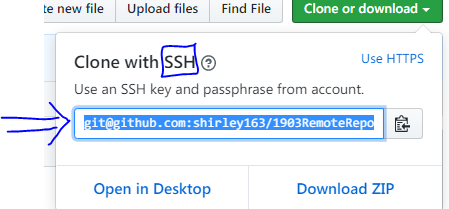 te new file Upload files Find File Clone or download
Clone with SSH ?
Use HTTPS
Use an SSH key and passphrase from account.
git@github.com:shirley163/1903RemoteRepo
Open in Desktop Download ZIP